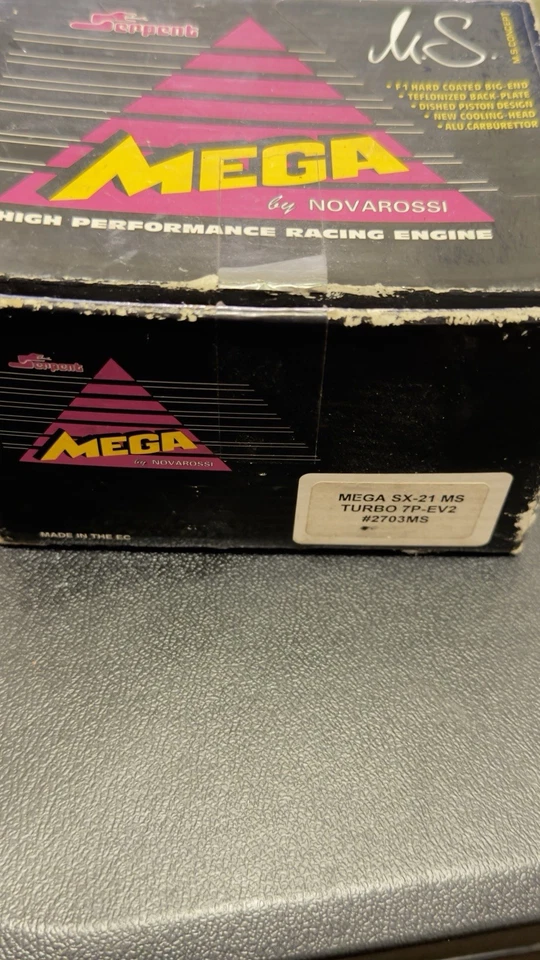 Serpent
M.S.
M.S. CONCEPT
• F1 HARD COATED BIG-END
• TEFLONIZED BACK-PLATE
• DISHED PISTON DESIGN
• NEW COOLING-HEAD
• ALU. CARBURETTOR
MEGA
by NOVAROSSI
HIGH PERFORMANCE RACING ENGINE
Serpent
MEGA
by NOVAROSSI
MEGA SX-21 MS
TURBO 7P-EV2
#2703MS
MADE IN THE EC